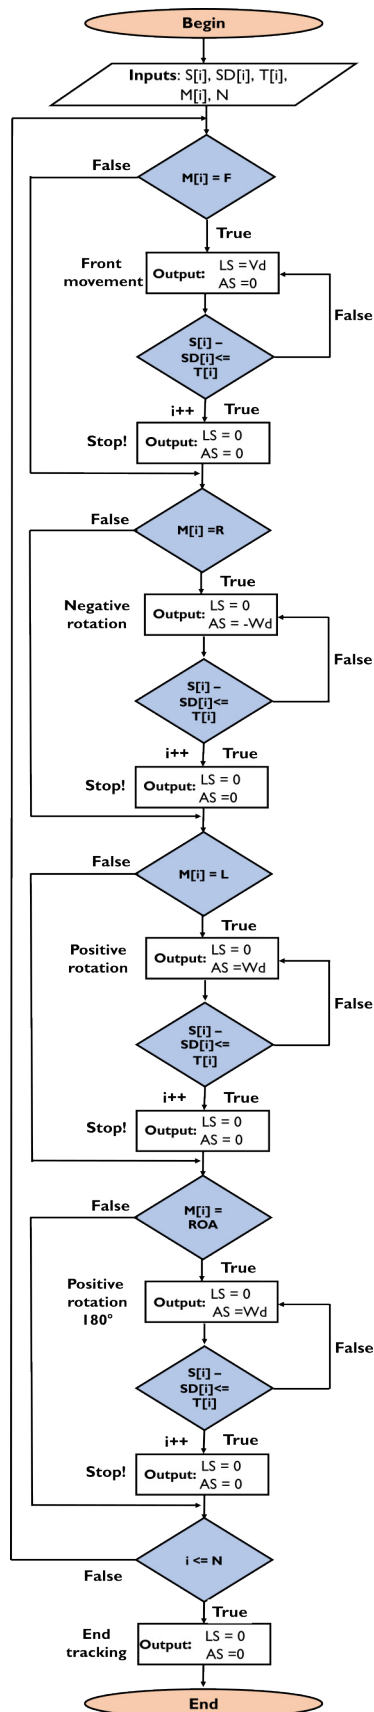 Begin
Inputs: S[i], SD[i], T[i],
M[i], N
False
M[i] = F
True
Front
movement
Output:
LS =Vd
AS =0
False
S[i] –
SD[i]<=
T[i]
i++
True
Stop!
Output:
LS = 0
AS = 0
False
M[i] =R
True
Negative
rotation
Output:
LS = 0
AS = -Wd
False
S[i] –
SD[i]<=
T[i]
i++
True
Stop!
Output:
LS = 0
AS =0
False
M[i] = L
True
Positive
rotation
Output:
LS = 0
AS =Wd
False
S[i] –
SD[i]<=
T[i]
i++
True
Stop!
Output:
LS = 0
AS = 0
False
M[i] =
ROA
True
Positive
rotation
180°
Output:
LS = 0
AS =Wd
False
S[i] –
SD[i]<=
T[i]
i++
True
Stop!
Output:
LS = 0
AS = 0
i <= N
False
True
End
tracking
Output:
LS = 0
AS =0
End